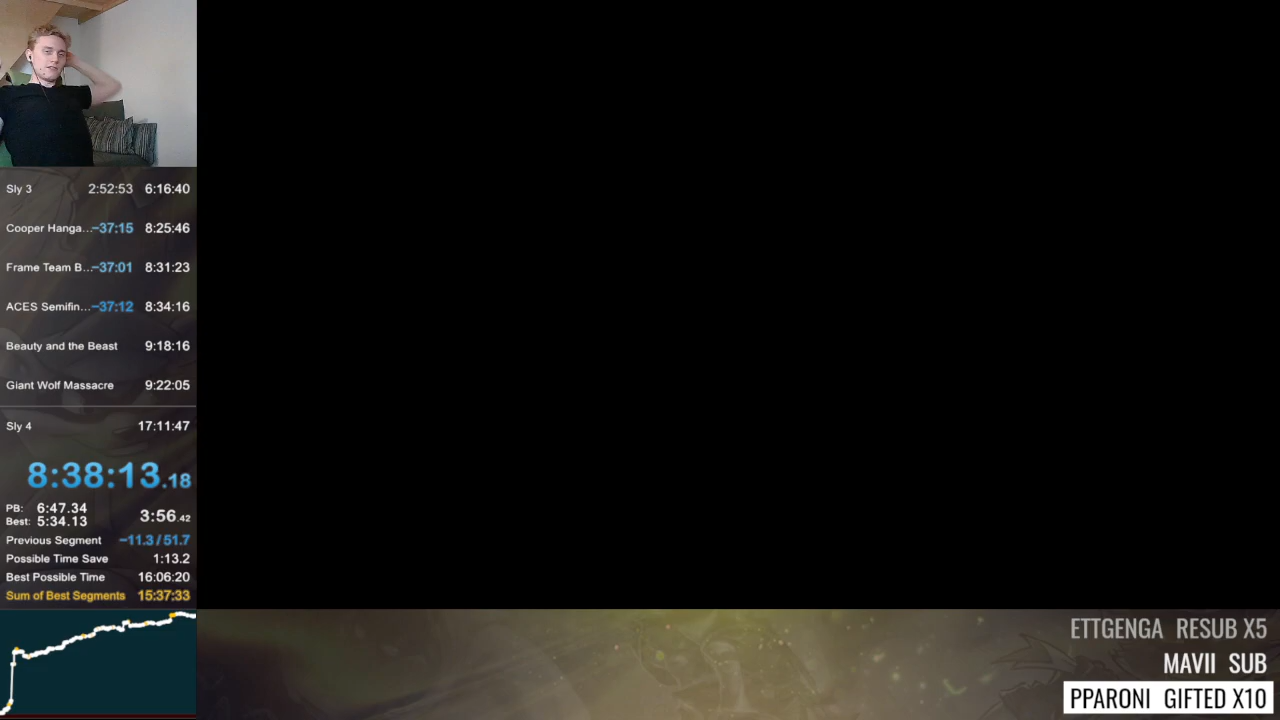 Sly 3 2:52:53 6:16:40
Cooper Hanga... −37:15 8:25:46
Frame Team B... −37:01 8:31:23
ACES Semifin... −37:12 8:34:16
Beauty and the Beast 9:18:16
Giant Wolf Massacre 9:22:05
Sly 4 17:11:47
8:38:13.18
PB: 6:47.34
Best: 5:34.13 3:56.42
Previous Segment −11.3 / 51.7
Possible Time Save 1:13.2
Best Possible Time 16:06:20
Sum of Best Segments 15:37:33
ETTGENGA RESUB X5
MAVII SUB
PPARONI GIFTED X10